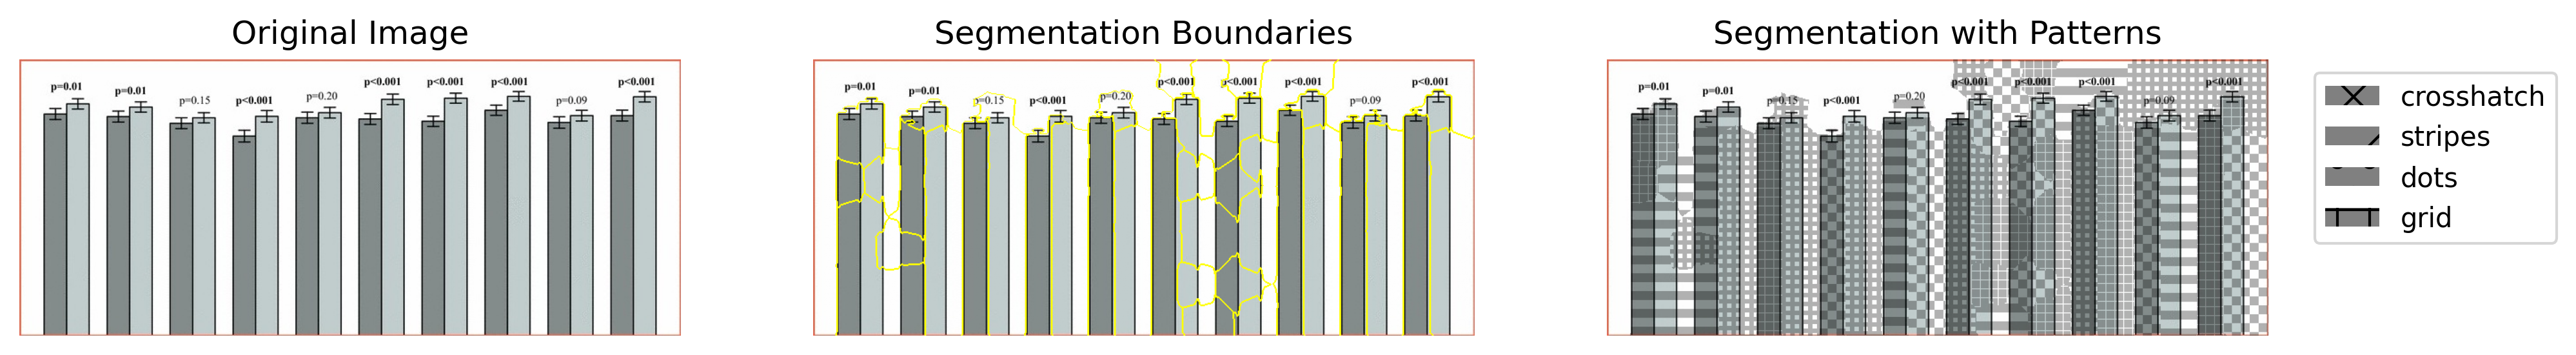 Original Image
p=0.01
p=0.01
p=0.15
p<0.001
p=0.20
p<0.001
p<0.001
p<0.001
p=0.09
p<0.001
Segmentation Boundaries
p=0.01
p=0.01
p=0.15
p<0.001
p=0.20
p<0.001
p<0.001
p<0.001
p=0.09
p<0.001
Segmentation with Patterns
p=0.01
p=0.01
p=0.15
p<0.001
p=0.20
p<0.001
p<0.001
p<0.001
p=0.09
p<0.001
crosshatch
stripes
dots
grid